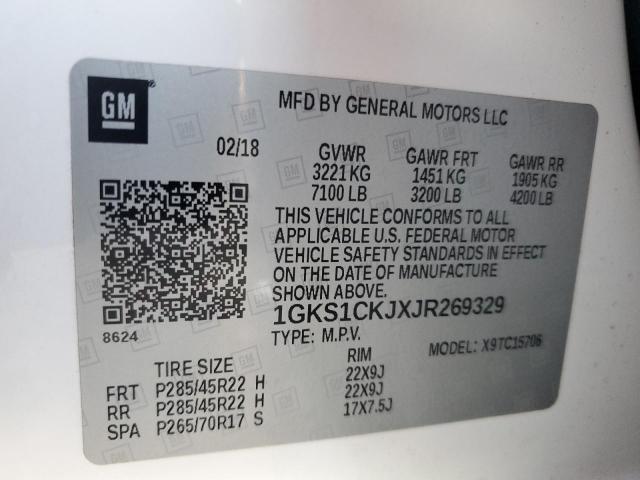 GM
MFD BY GENERAL MOTORS LLC
02/18
GVWR GAWR FRT GAWR RR
3221 KG 1451 KG 1905 KG
7100 LB 3200 LB 4200 LB
THIS VEHICLE CONFORMS TO ALL
APPLICABLE U.S. FEDERAL MOTOR
VEHICLE SAFETY STANDARDS IN EFFECT
ON THE DATE OF MANUFACTURE
SHOWN ABOVE.
1GKS1CKJXJR269329
8624
TYPE: M.P.V. MODEL: X9TC15706
TIRE SIZE RIM
FRT P285/45R22 H 22X9J
RR P285/45R22 H 22X9J
SPA P265/70R17 S 17X7.5J